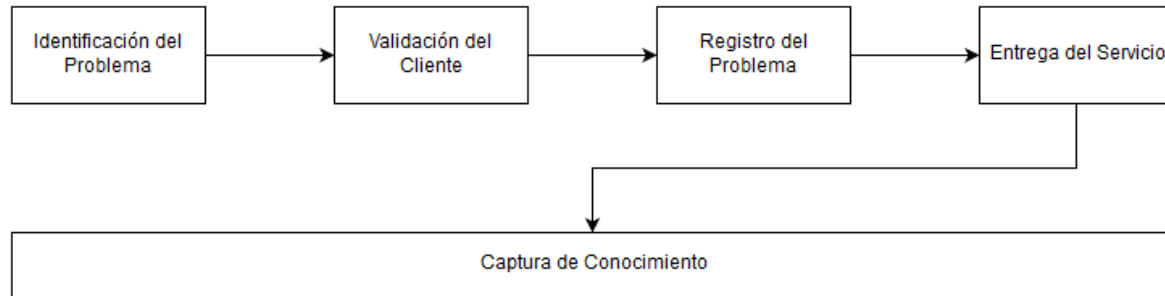 Identificación del
Problema
Validación del
Cliente
Registro del
Problema
Entrega del Servicio
Captura de Conocimiento